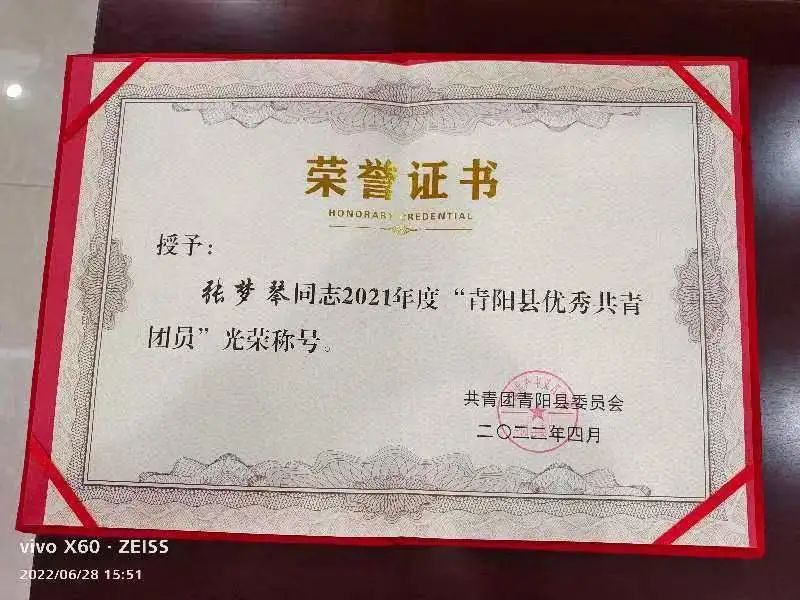 荣誉证书
HONORARY CREDENTIAL
授予：
张梦琴同志2021年度“青阳县优秀共青
团员”光荣称号。
共青团青阳县委员会
二〇二二年四月
vivo X60 · ZEISS
2022/06/28 15:51